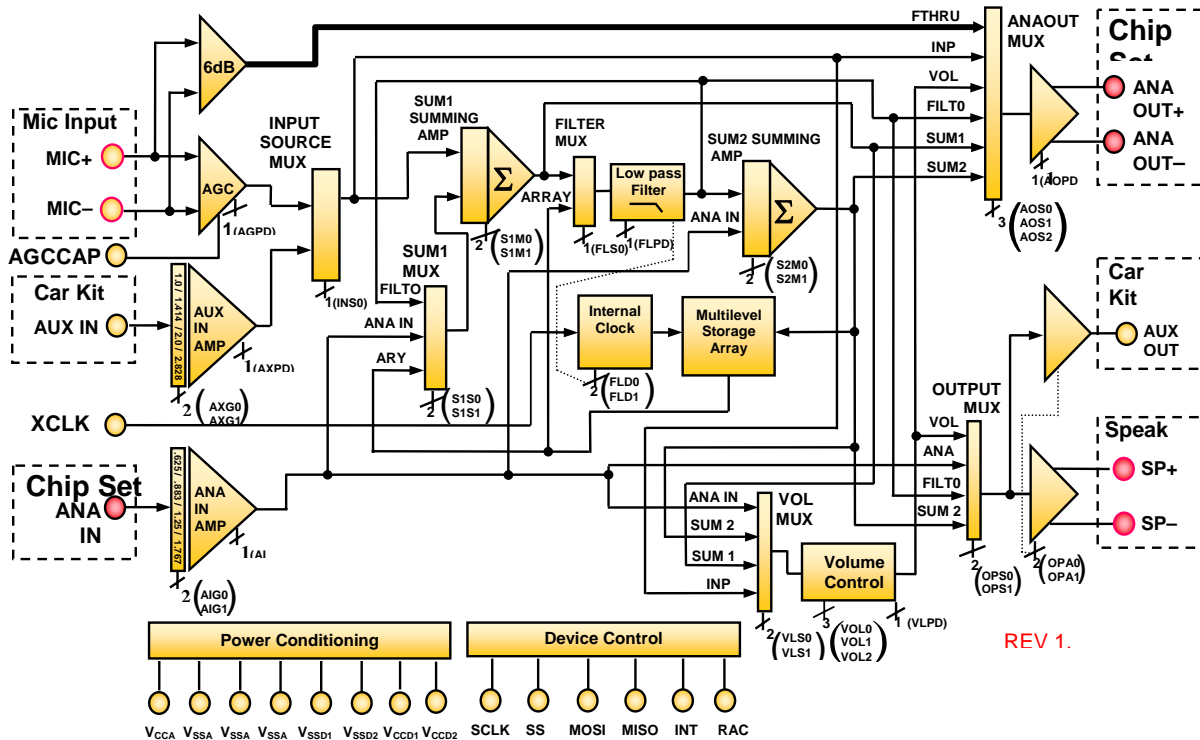 FTHRU
ANAOUT
MUX
Chip
Set
6dB
INP
VOL
FILT0
SUM1
SUM2
ANA
OUT+
ANA
OUT–
1(AOPD
3 (AOS0
AOS1
AOS2)
Mic Input
MIC+
MIC–
AGC
1(AGPD)
AGCCAP
INPUT
SOURCE
MUX
1(INS0)
SUM1
SUMMING
AMP
Σ
2 (S1M0
S1M1)
FILTER
MUX
ARRAY
1(FLS0)
Low pass
Filter
1(FLPD)
SUM2 SUMMING
AMP
ANA IN
Σ
2 (S2M0
S2M1)
Car Kit
AUX IN
1.0 / 1.414 / 2.0 / 2.828
AUX
IN
AMP
1(AXPD)
2 (AXG0
AXG1)
SUM1
MUX
FILTO
ANA IN
ARY
2 (S1S0
S1S1)
Internal
Clock
2 (FLD0
FLD1)
Multilevel
Storage
Array
Car
Kit
AUX
OUT
XCLK
OUTPUT
MUX
VOL
ANA
FILT0
SUM 2
2 (OPS0
OPS1)
2 (OPA0
OPA1)
Speak
SP+
SP–
Chip Set
ANA
IN
.625 / .883 / 1.25 / 1.767
ANA
IN
AMP
1(AI
2 (AIG0
AIG1)
VOL
MUX
ANA IN
SUM 2
SUM 1
INP
2 (VLS0
VLS1)
Volume
Control
3 (VOL0
VOL1
VOL2)
1 (VLPD)
REV 1.
Power Conditioning
VCCA VSSA VSSA VSSA VSSD1 VSSD2 VCCD1 VCCD2
Device Control
SCLK SS MOSI MISO INT RAC